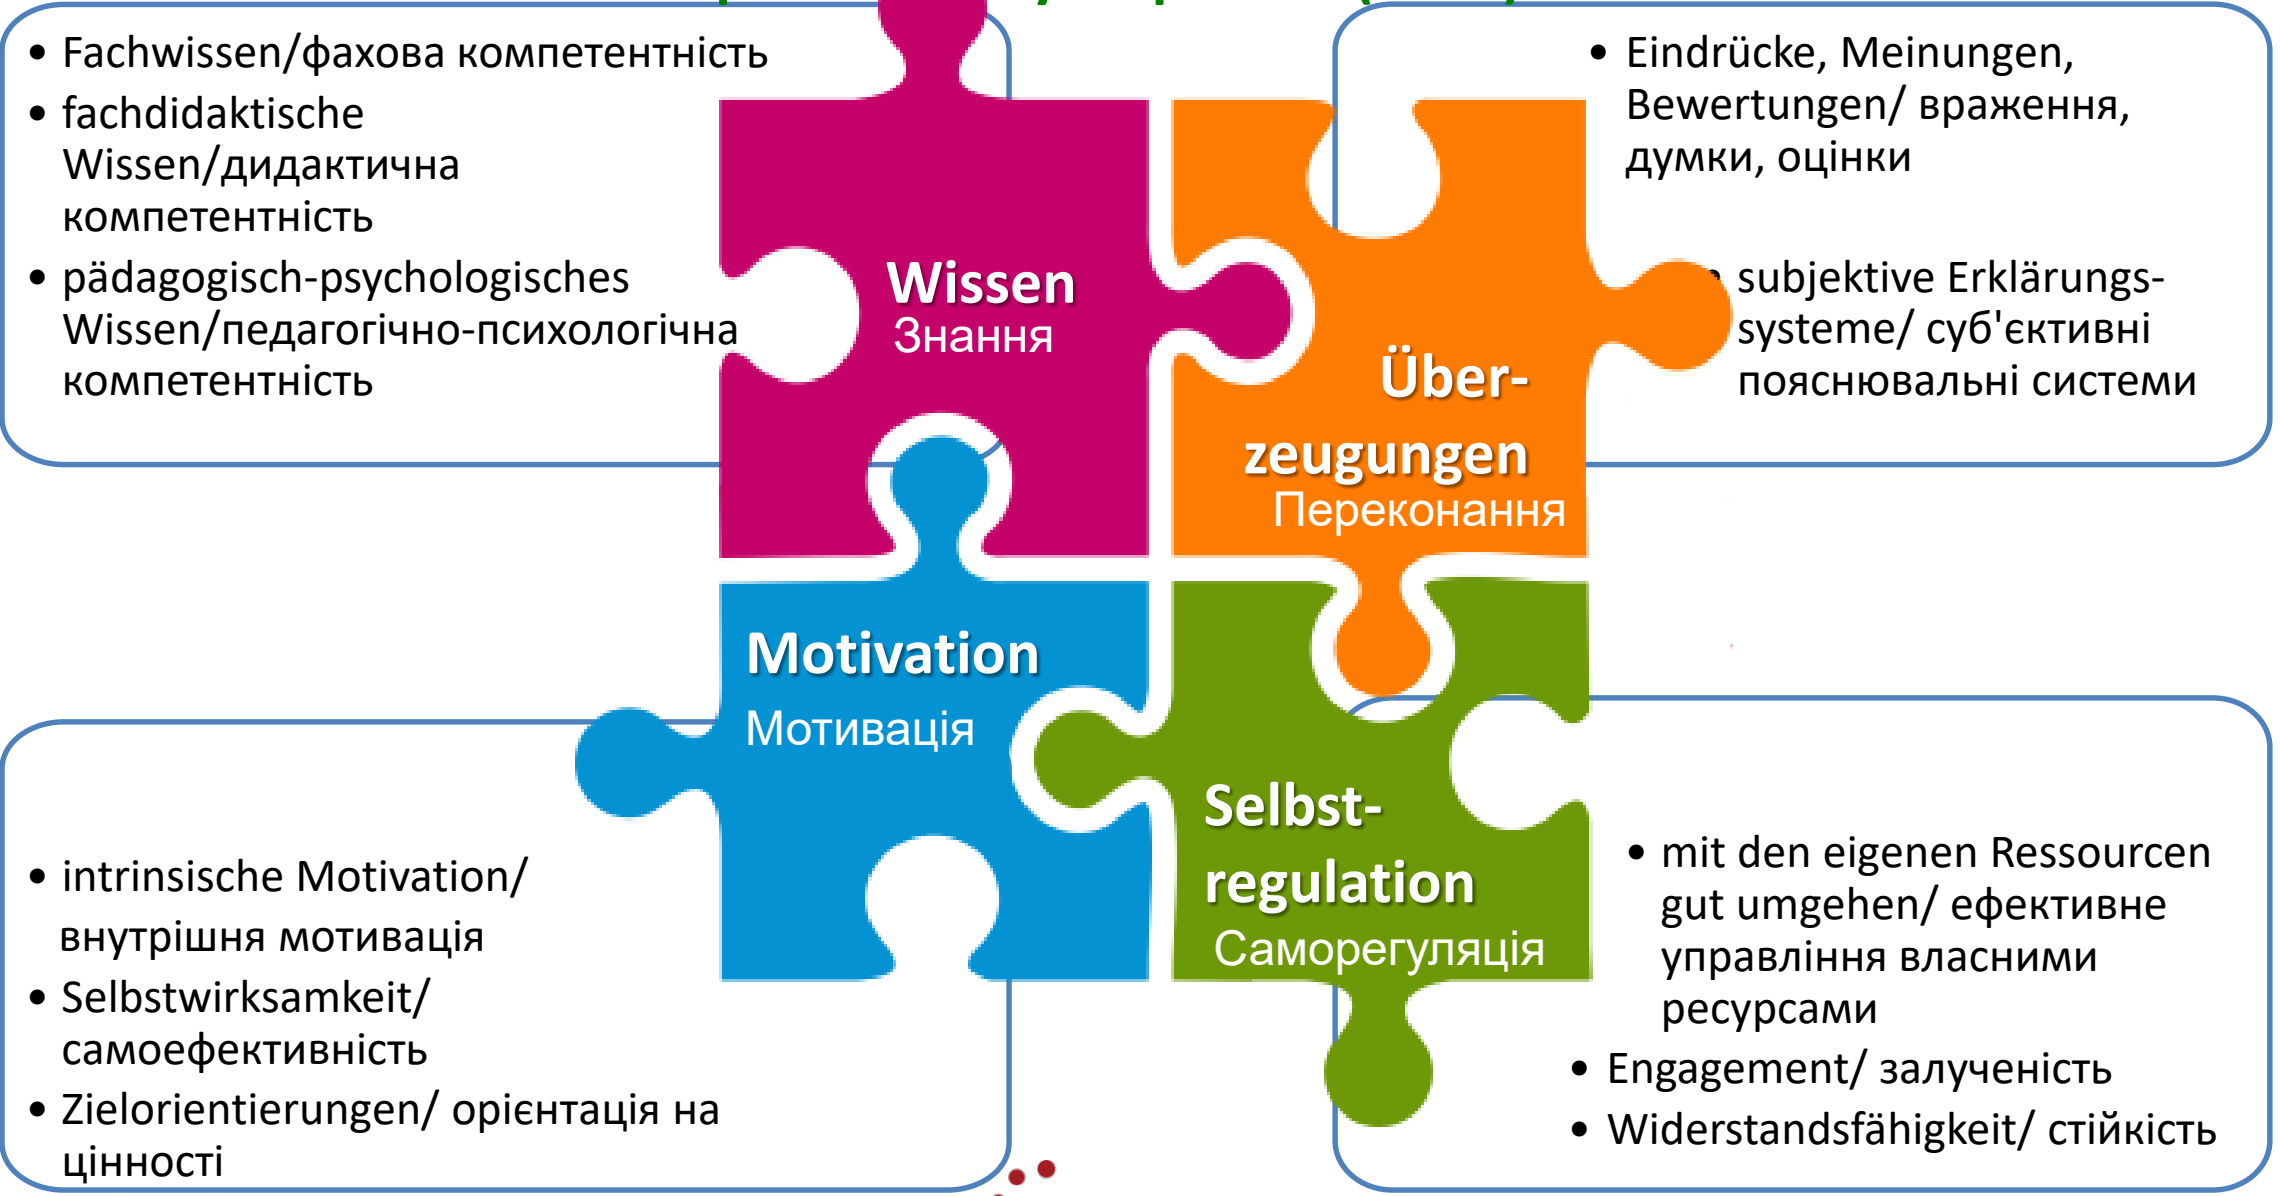 • Fachwissen/фахова компетентність
• fachdidaktische
Wissen/дидактична
компетентність
• pädagogisch-psychologisches
Wissen/педагогічно-психологічна
компетентність
Wissen
Знання
• Eindrücke, Meinungen,
Bewertungen/ враження,
думки, оцінки
• subjektive Erklärungs-
systeme/ суб'єктивні
пояснювальні системи
Über-
zeugungen
Переконання
Motivation
Мотивація
• intrinsische Motivation/
внутрішня мотивація
• Selbstwirksamkeit/
самоефективність
• Zielorientierungen/ орієнтація на
цінності
Selbst-
regulation
Саморегуляція
• mit den eigenen Ressourcen
gut umgehen/ ефективне
управління власними
ресурсами
• Engagement/ залученість
• Widerstandsfähigkeit/ стійкість